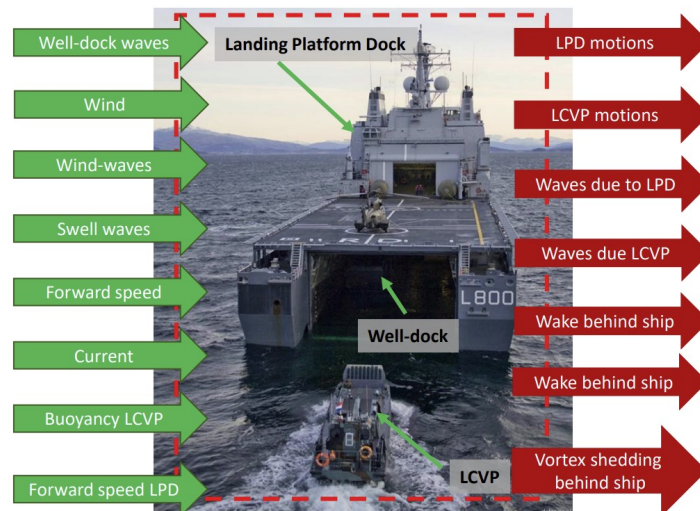 Well-dock waves
Wind
Wind-waves
Swell waves
Forward speed
Current
Buoyancy LCVP
Forward speed LPD
Landing Platform Dock
L800
Well-dock
LCVP
LPD motions
LCVP motions
Waves due to LPD
Waves due LCVP
Wake behind ship
Wake behind ship
Vortex shedding
behind ship